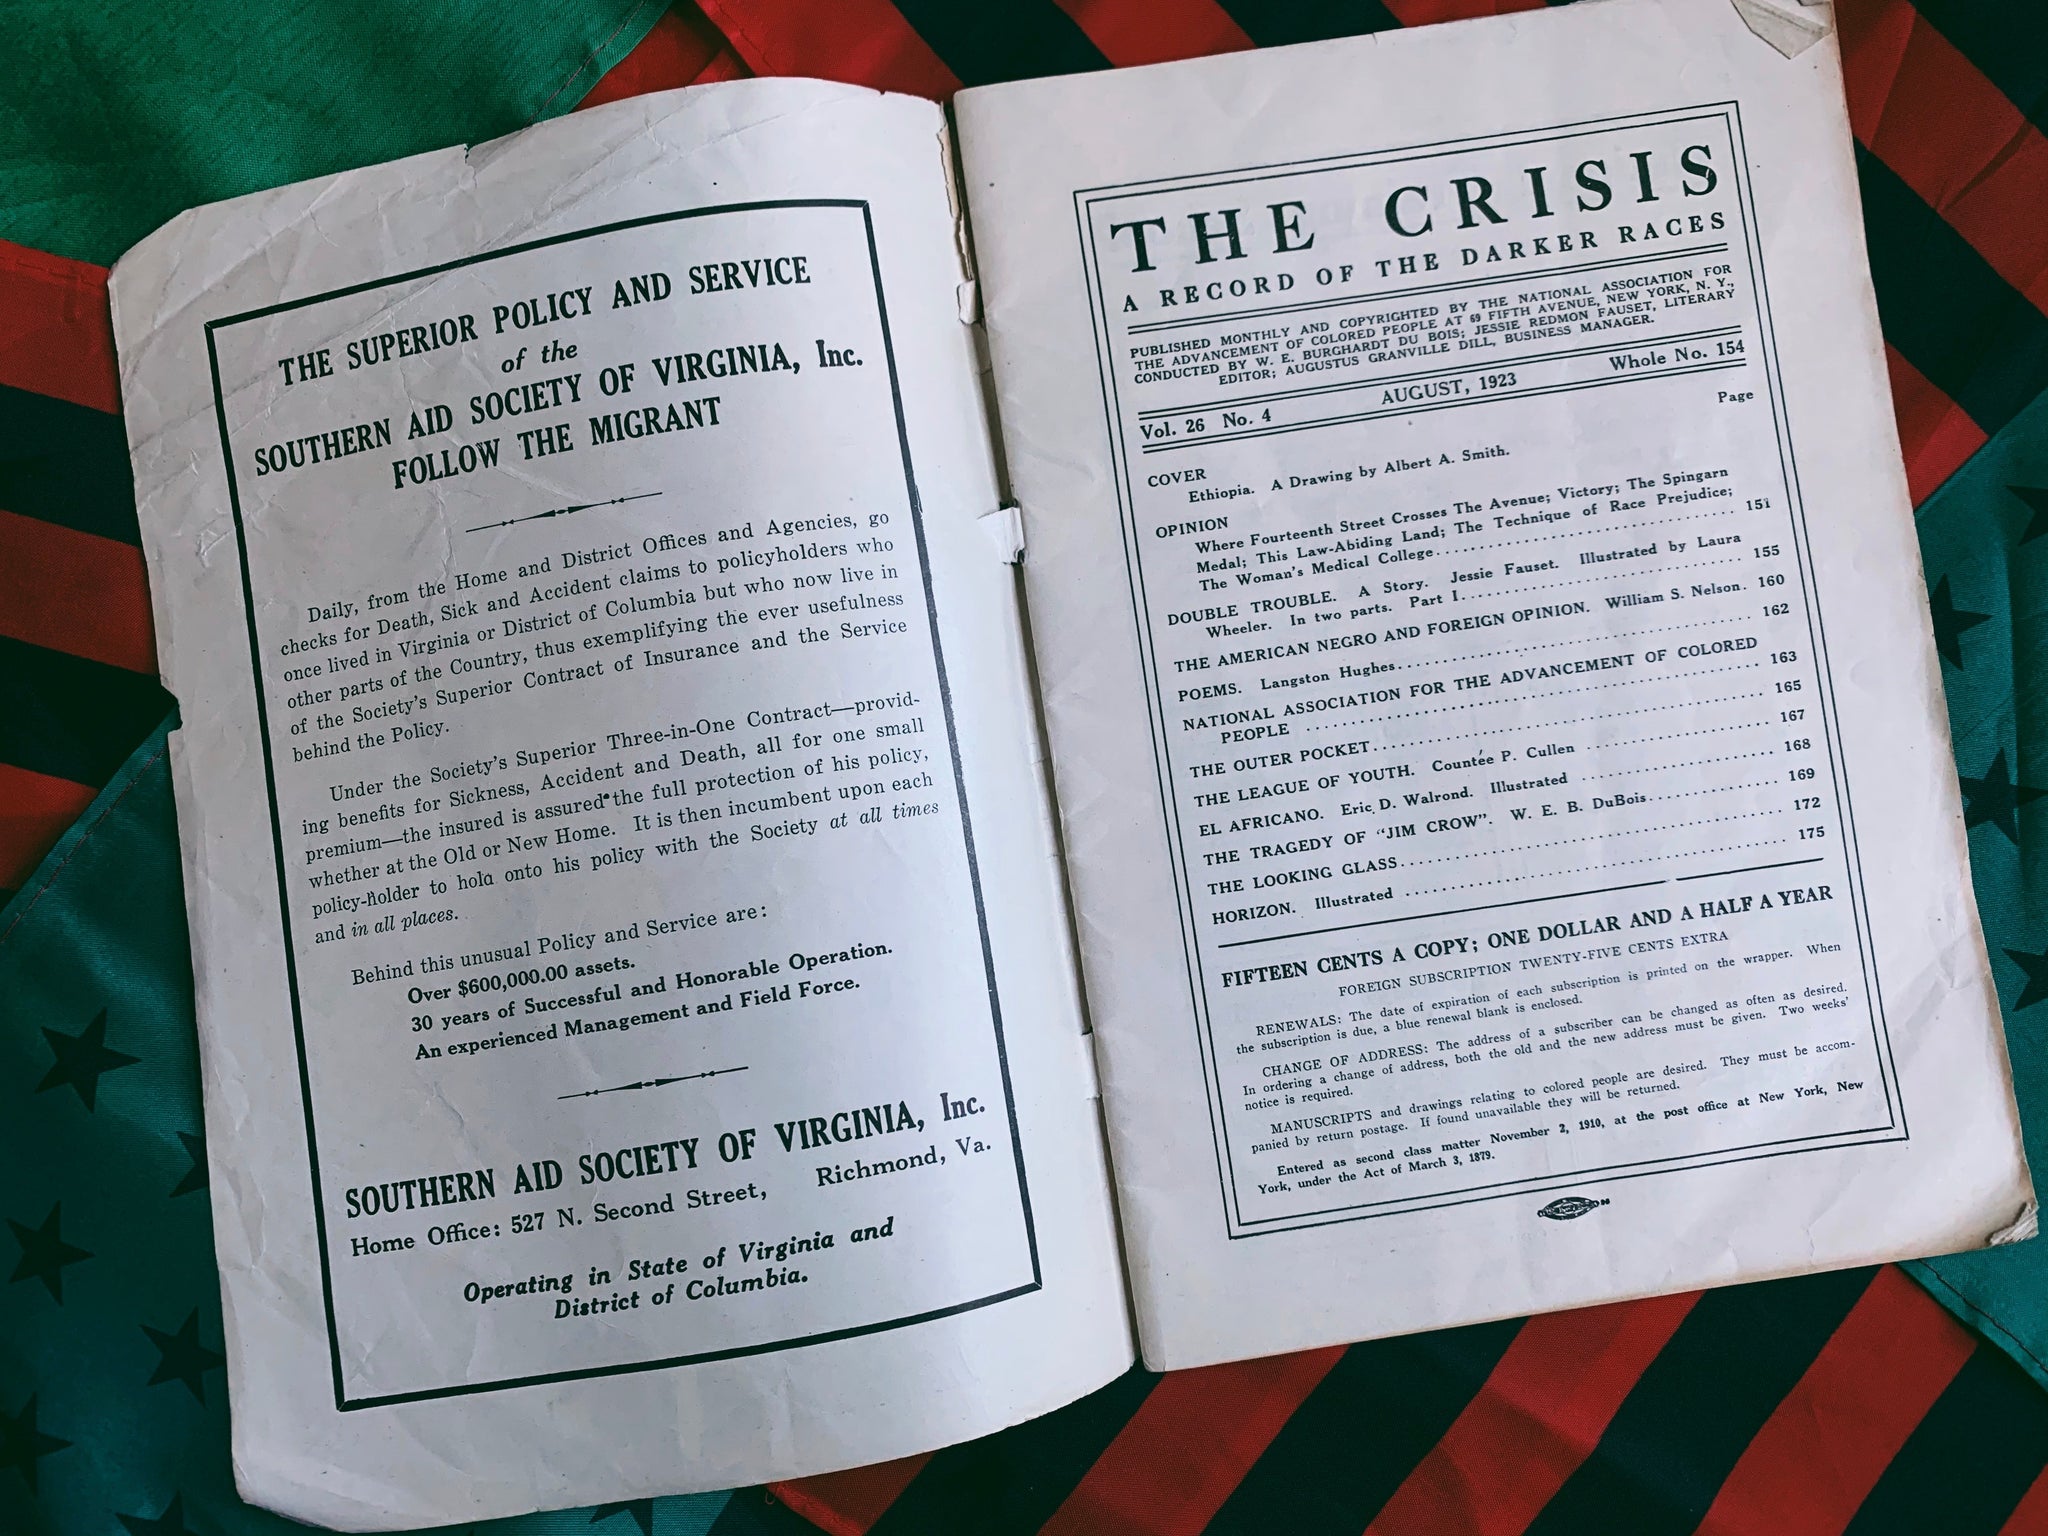 THE SUPERIOR POLICY AND SERVICE
of the
SOUTHERN AID SOCIETY OF VIRGINIA, Inc.
FOLLOW THE MIGRANT
Daily, from the Home and District Offices and Agencies, go
checks for Death, Sick and Accident claims to policyholders who
once lived in Virginia or District of Columbia but who now live in
other parts of the Country, thus exemplifying the ever usefulness
of the Society's Superior Contract of Insurance and the Service
behind the Policy.
Under the Society's Superior Three-in-One Contract—provid-
ing benefits for Sickness, Accident and Death, all for one small
premium—the insured is assured the full protection of his policy,
whether at the Old or New Home. It is then incumbent upon each
policy-holder to hold onto his policy with the Society at all times
and in all places.
Behind this unusual Policy and Service are:
Over $600,000.00 assets.
30 years of Successful and Honorable Operation.
An experienced Management and Field Force.
SOUTHERN AID SOCIETY OF VIRGINIA, Inc.
Home Office: 527 N. Second Street, Richmond, Va.
Operating in State of Virginia and
District of Columbia.
THE CRISIS
A RECORD OF THE DARKER RACES
PUBLISHED MONTHLY AND COPYRIGHTED BY THE NATIONAL ASSOCIATION FOR
THE ADVANCEMENT OF COLORED PEOPLE AT 69 FIFTH AVENUE, NEW YORK, N. Y.,
CONDUCTED BY W. E. BURGHARDT DU BOIS; JESSIE REDMON FAUSET, LITERARY
EDITOR; AUGUSTUS GRANVILLE DILL, BUSINESS MANAGER.
Vol. 26 No. 4 AUGUST, 1923 Whole No. 154
Page
COVER
Ethiopia. A Drawing by Albert A. Smith.
OPINION
Where Fourteenth Street Crosses The Avenue; Victory; The Spingarn
Medal; This Law-Abiding Land; The Technique of Race Prejudice;
The Woman's Medical College........................................ 151
DOUBLE TROUBLE. A Story. Jessie Fauset. Illustrated by Laura
Wheeler. In two parts. Part I........................................ 155
THE AMERICAN NEGRO AND FOREIGN OPINION. William S. Nelson. 160
POEMS. Langston Hughes........................................ 162
NATIONAL ASSOCIATION FOR THE ADVANCEMENT OF COLORED
PEOPLE ........................................ 163
THE OUTER POCKET........................................ 165
THE LEAGUE OF YOUTH. Countée P. Cullen .................... 167
EL AFRICANO. Eric D. Walrond. Illustrated .................... 168
THE TRAGEDY OF "JIM CROW". W. E. B. DuBois.................... 169
THE LOOKING GLASS........................................ 172
HORIZON. Illustrated ........................................ 175
FIFTEEN CENTS A COPY; ONE DOLLAR AND A HALF A YEAR
FOREIGN SUBSCRIPTION TWENTY-FIVE CENTS EXTRA
RENEWALS: The date of expiration of each subscription is printed on the wrapper. When
the subscription is due, a blue renewal blank is enclosed.
CHANGE OF ADDRESS: The address of a subscriber can be changed as often as desired.
In ordering a change of address, both the old and the new address must be given. Two weeks'
notice is required.
MANUSCRIPTS and drawings relating to colored people are desired. They must be accom-
panied by return postage. If found unavailable they will be returned.
Entered as second class matter November 2, 1910, at the post office at New York, New
York, under the Act of March 3, 1879.